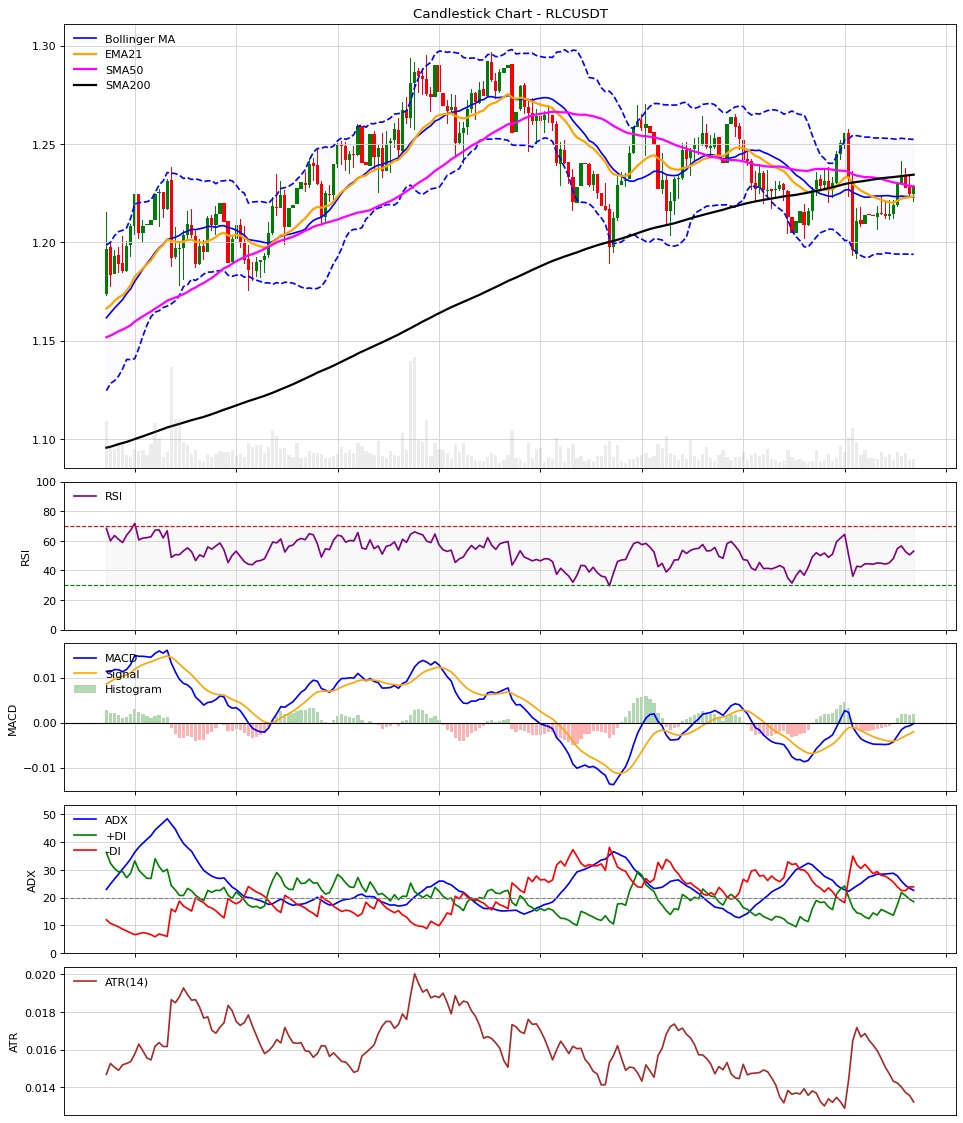 Candlestick Chart - RLCUSDT
Bollinger MA
EMA21
SMA50
SMA200
1.30
1.25
1.20
1.15
1.10
RSI
RSI
100
80
60
40
20
0
MACD
Signal
Histogram
MACD
0.01
0.00
−0.01
ADX
+DI
-DI
ADX
50
40
30
20
10
0
ATR(14)
ATR
0.020
0.018
0.016
0.014